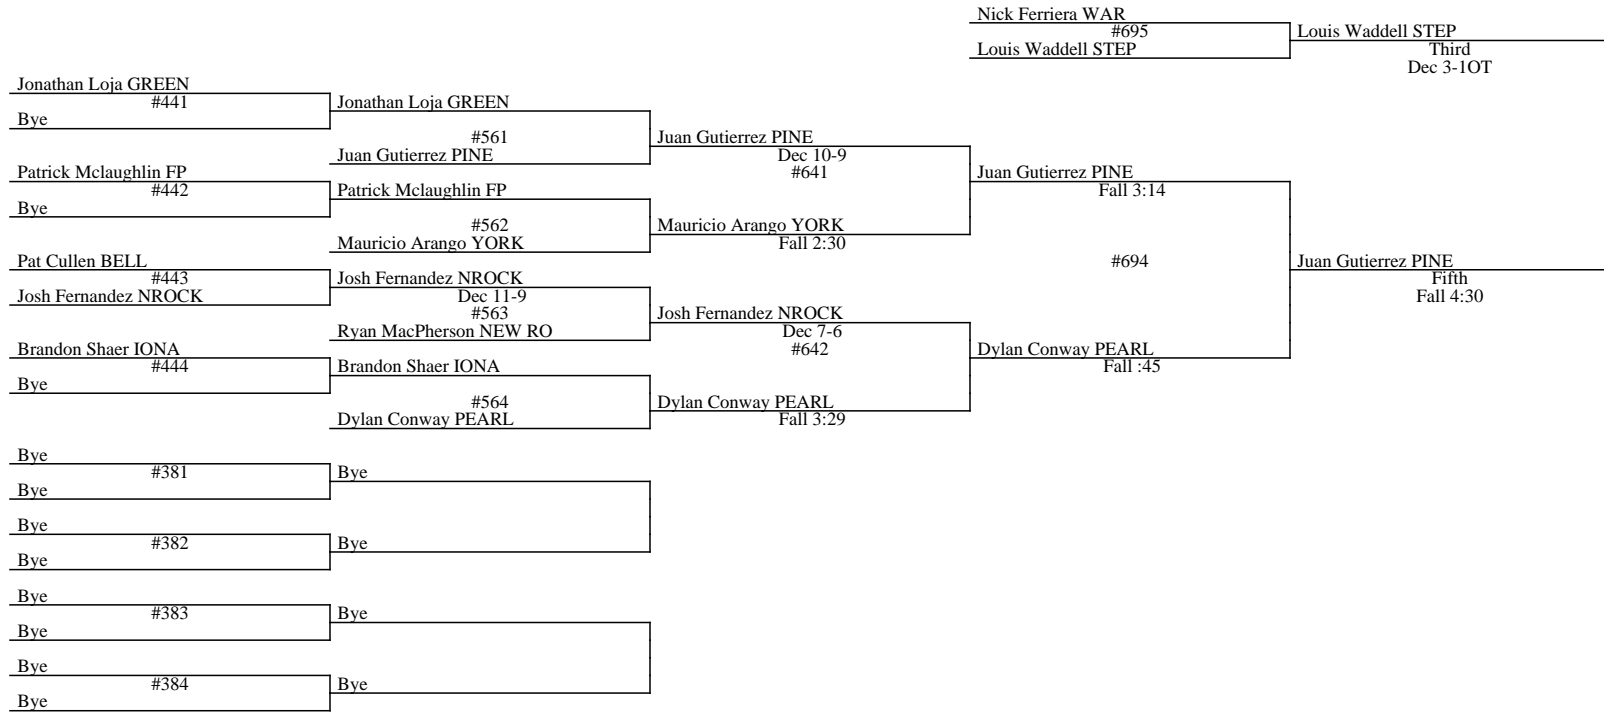 Nick Ferriera WAR
#695
Louis Waddell STEP
Louis Waddell STEP
Third
Dec 3-1OT
Jonathan Loja GREEN
#441
Bye
Patrick Mclaughlin FP
#442
Bye
Pat Cullen BELL
#443
Josh Fernandez NROCK
Brandon Shaer IONA
#444
Bye
Jonathan Loja GREEN
#561
Juan Gutierrez PINE
Patrick Mclaughlin FP
#562
Mauricio Arango YORK
Josh Fernandez NROCK
Dec 11-9
#563
Ryan MacPherson NEW RO
Brandon Shaer IONA
#564
Dylan Conway PEARL
Juan Gutierrez PINE
Dec 10-9
#641
Mauricio Arango YORK
Fall 2:30
Josh Fernandez NROCK
Dec 7-6
#642
Dylan Conway PEARL
Fall 3:29
Juan Gutierrez PINE
Fall 3:14
#694
Dylan Conway PEARL
Fall :45
Juan Gutierrez PINE
Fifth
Fall 4:30
Bye
#381
Bye
Bye
#382
Bye
Bye
#383
Bye
Bye
#384
Bye
Bye
Bye
Bye
Bye